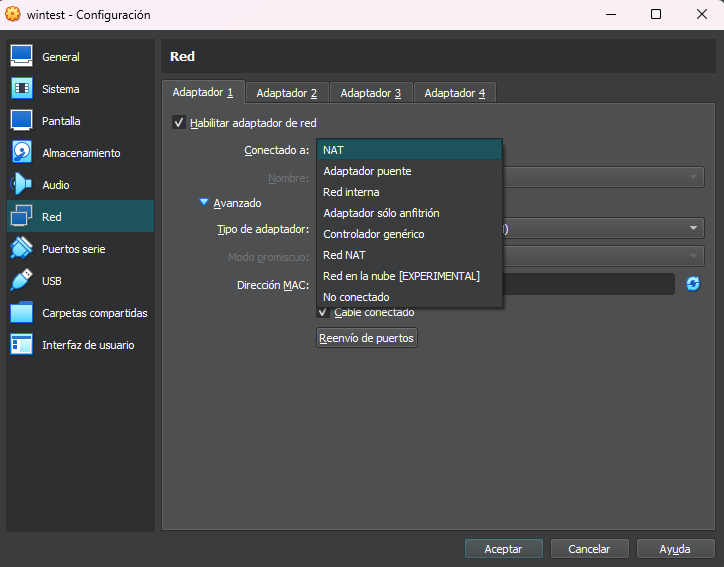 wintest - Configuración
General
Sistema
Pantalla
Almacenamiento
Audio
Red
Puertos serie
USB
Carpetas compartidas
Interfaz de usuario
Red
Adaptador 1 Adaptador 2 Adaptador 3 Adaptador 4
Habilitar adaptador de red
Conectado a: NAT
Adaptador puente
Nombre:
Red interna
Avanzado
Adaptador sólo anfitrión
Tipo de adaptador:
Controlador genérico
Modo promiscuo:
Red NAT
Red en la nube [EXPERIMENTAL]
Dirección MAC:
No conectado
Cable conectado
Reenvío de puertos
Aceptar Cancelar Ayuda